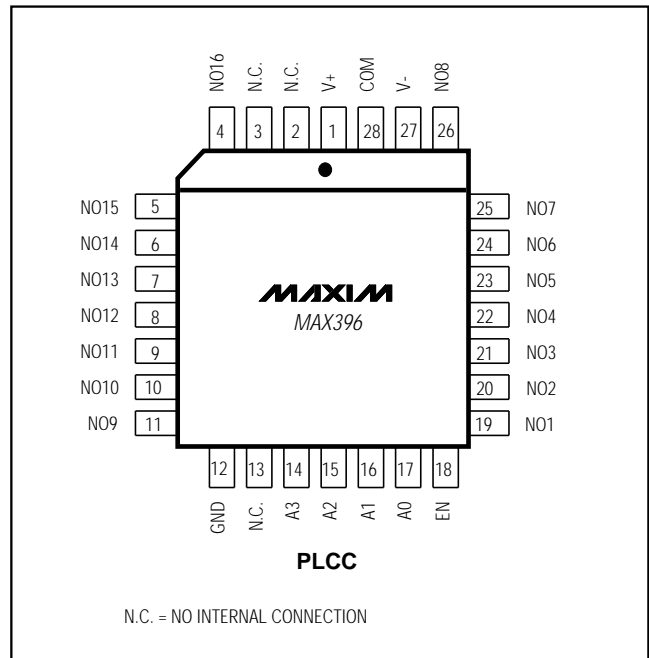 NO16 N.C. N.C. V+ COM V- NO8
4 3 2 1 28 27 26
NO15 5 25 NO7
NO14 6 24 NO6
NO13 7 23 NO5
NO12 8 22 NO4
NO11 9 21 NO3
NO10 10 20 NO2
NO9 11 19 NO1
MAXIM
MAX396
12 13 14 15 16 17 18
GND N.C. A3 A2 A1 A0 EN
PLCC
N.C. = NO INTERNAL CONNECTION